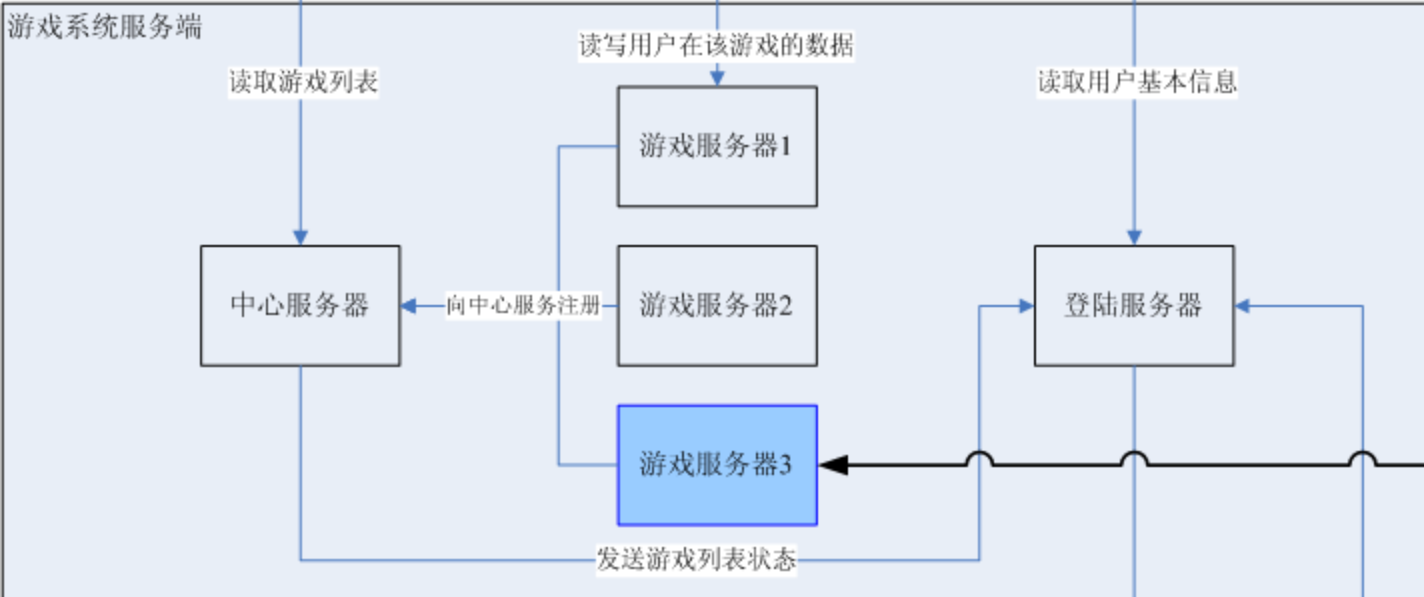 游戏系统服务端
读写用户在该游戏的数据
读取游戏列表
读取用户基本信息
游戏服务器1
中心服务器
向中心服务注册
游戏服务器2
登陆服务器
游戏服务器3
发送游戏列表状态